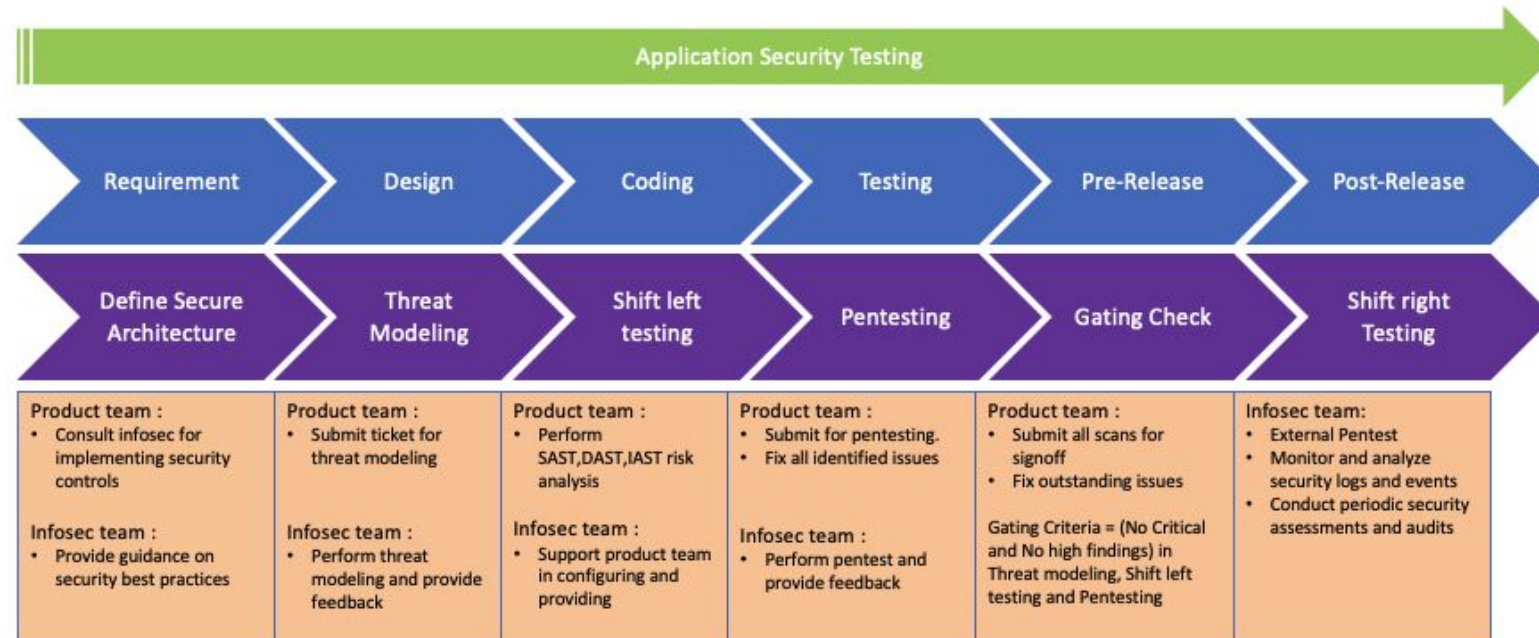 Application Security Testing
Requirement
Design
Coding
Testing
Pre-Release
Post-Release
Define Secure
Architecture
Threat
Modeling
Shift left
testing
Pentesting
Gating Check
Shift right
Testing
Product team :
• Consult infosec for
implementing security
controls
Infosec team :
• Provide guidance on
security best practices
Product team :
• Submit ticket for
threat modeling
Infosec team :
• Perform threat
modeling and provide
feedback
Product team :
• Perform
SAST,DAST,IAST risk
analysis
Infosec team :
• Support product team
in configuring and
providing
Product team :
• Submit for pentesting.
• Fix all identified issues
Infosec team :
• Perform pentest and
provide feedback
Product team :
• Submit all scans for
signoff
• Fix outstanding issues
Gating Criteria = (No Critical
and No high findings) in
Threat modeling, Shift left
testing and Pentesting
Infosec team:
• External Pentest
• Monitor and analyze
security logs and events
• Conduct periodic security
assessments and audits